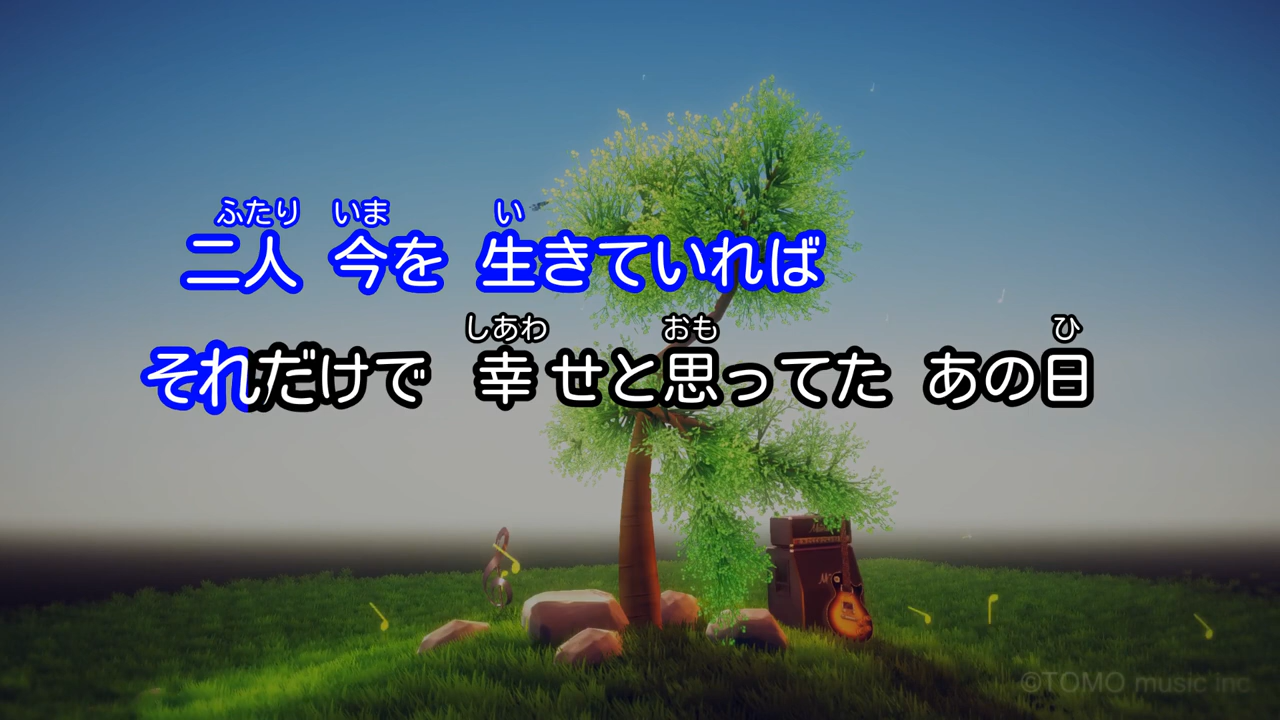 ふたり いま い
二人 今を 生きていれば
しあわ おも ひ
それだけで 幸せと思ってた あの日
©TOMO music inc